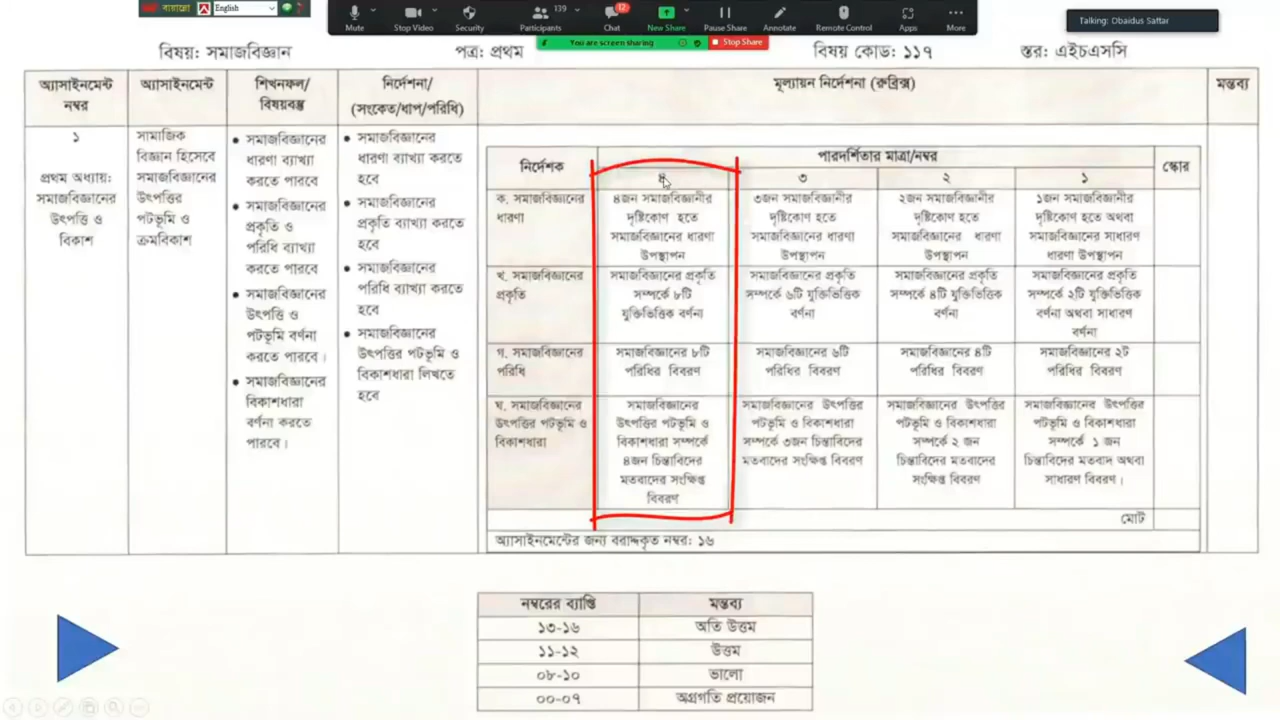 বায়ান্নো
English
139
12
Mute
Stop Video
Security
Participants
Chat
New Share
Pause Share
Annotate
Remote Control
Apps
More
Talking: Obaidus Sattar
You are screen sharing
Stop Share
বিষয়: সমাজবিজ্ঞান পত্র: প্রথম বিষয় কোড: ১১৭ স্তর: এইচএসসি
অ্যাসাইনমেন্ট
নম্বর
অ্যাসাইনমেন্ট
শিখনফল/
বিষয়বস্তু
নির্দেশনা/
(সংকেত/ধাপ/পরিধি)
মূল্যায়ন নির্দেশনা (রুব্রিক্স)
মন্তব্য
১
প্রথম অধ্যায়:
সমাজবিজ্ঞানের
উৎপত্তি ও
বিকাশ
সামাজিক
বিজ্ঞান হিসেবে
সমাজবিজ্ঞানের
উৎপত্তির
পটভূমি ও
ক্রমবিকাশ
• সমাজবিজ্ঞানের
ধারণা ব্যাখ্যা
করতে পারবে
• সমাজবিজ্ঞানের
প্রকৃতি ও
পরিধি ব্যাখ্যা
করতে পারবে
• সমাজবিজ্ঞানের
উৎপত্তি ও
পটভূমি বর্ণনা
করতে পারবে।
• সমাজবিজ্ঞানের
বিকাশধারা
বর্ণনা করতে
পারবে।
• সমাজবিজ্ঞানের
ধারণা ব্যাখ্যা করতে
হবে
• সমাজবিজ্ঞানের
প্রকৃতি ব্যাখ্যা করতে
হবে
• সমাজবিজ্ঞানের
পরিধি ব্যাখ্যা করতে
হবে
• সমাজবিজ্ঞানের
উৎপত্তির পটভূমি ও
বিকাশধারা লিখতে
হবে
নির্দেশক
পারদর্শিতার মাত্রা/নম্বর
স্কোর
৪
৩
২
১
ক. সমাজবিজ্ঞানের
ধারণা
৪জন সমাজবিজ্ঞানীর
দৃষ্টিকোণ হতে
সমাজবিজ্ঞানের ধারণা
উপস্থাপন
৩জন সমাজবিজ্ঞানীর
দৃষ্টিকোণ হতে
সমাজবিজ্ঞানের ধারণা
উপস্থাপন
২জন সমাজবিজ্ঞানীর
দৃষ্টিকোণ হতে
সমাজবিজ্ঞানের ধারণা
উপস্থাপন
১জন সমাজবিজ্ঞানীর
দৃষ্টিকোণ হতে অথবা
সমাজবিজ্ঞানের সাধারণ
ধারণা উপস্থাপন
খ. সমাজবিজ্ঞানের
প্রকৃতি
সমাজবিজ্ঞানের প্রকৃতি
সম্পর্কে ৮টি
যুক্তিভিত্তিক বর্ণনা
সমাজবিজ্ঞানের প্রকৃতি
সম্পর্কে ৬টি যুক্তিভিত্তিক
বর্ণনা
সমাজবিজ্ঞানের প্রকৃতি
সম্পর্কে ৪টি যুক্তিভিত্তিক
বর্ণনা
সমাজবিজ্ঞানের প্রকৃতি
সম্পর্কে ২টি যুক্তিভিত্তিক
বর্ণনা অথবা সাধারণ
বর্ণনা
গ. সমাজবিজ্ঞানের
পরিধি
সমাজবিজ্ঞানের ৮টি
পরিধির বিবরণ
সমাজবিজ্ঞানের ৬টি
পরিধির বিবরণ
সমাজবিজ্ঞানের ৪টি
পরিধির বিবরণ
সমাজবিজ্ঞানের ২ট
পরিধির বিবরণ
ঘ. সমাজবিজ্ঞানের
উৎপত্তির পটভূমি ও
বিকাশধারা
সমাজবিজ্ঞানের
উৎপত্তির পটভূমি ও
বিকাশধারা সম্পর্কে
৪জন চিন্তাবিদের
মতবাদের সংক্ষিপ্ত
বিবরণ
সমাজবিজ্ঞানের উৎপত্তির
পটভূমি ও বিকাশধারা
সম্পর্কে ৩জন চিন্তাবিদের
মতবাদের সংক্ষিপ্ত বিবরণ
সমাজবিজ্ঞানের উৎপত্তির
পটভূমি ও বিকাশধারা
সম্পর্কে ২ জন
চিন্তাবিদের মতবাদের
সংক্ষিপ্ত বিবরণ
সমাজবিজ্ঞানের উৎপত্তির
পটভূমি ও বিকাশধারা
সম্পর্কে ১ জন
চিন্তাবিদের মতবাদ অথবা
সাধারণ বিবরণ।
মোট
অ্যাসাইনমেন্টের জন্য বরাদ্দকৃত নম্বর: ১৬
নম্বরের ব্যাপ্তি মন্তব্য
১৩-১৬ অতি উত্তম
১১-১২ উত্তম
০৮-১০ ভালো
০০-০৭ অগ্রগতি প্রয়োজন